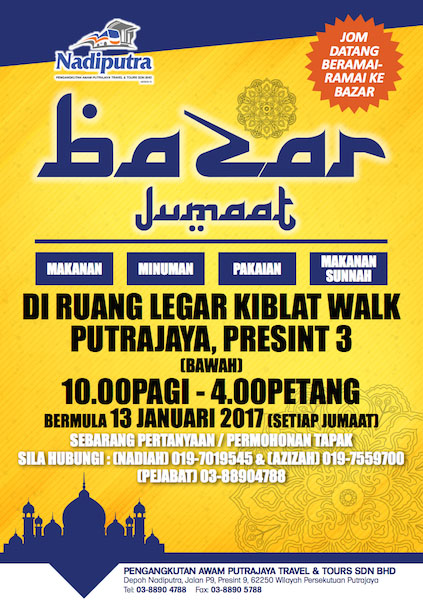 Nadiputra
PENGANGKUTAN AWAM PUTRAJAYA TRAVEL & TOURS SDN BHD
JOM
DATANG
BERAMAI-
RAMAI KE
BAZAR
bazar
Jumaat
MAKANAN
MINUMAN
PAKAIAN
MAKANAN
SUNNAH
DI RUANG LEGAR KIBLAT WALK
PUTRAJAYA, PRESINT 3
(BAWAH)
10.00PAGI - 4.00PETANG
BERMULA 13 JANUARI 2017 (SETIAP JUMAAT)
SEBARANG PERTANYAAN / PERMOHONAN TAPAK
SILA HUBUNGI : (NADIAH) 019-7019545 & (AZIZAH) 019-7559700
(PEJABAT) 03-88904788
PENGANGKUTAN AWAM PUTRAJAYA TRAVEL & TOURS SDN BHD
Depoh Nadiputra, Jalan P9, Presint 9, 62250 Wilayah Persekutuan Putrajaya
Tel: 03-8890 4788 Fax: 03-8890 5788